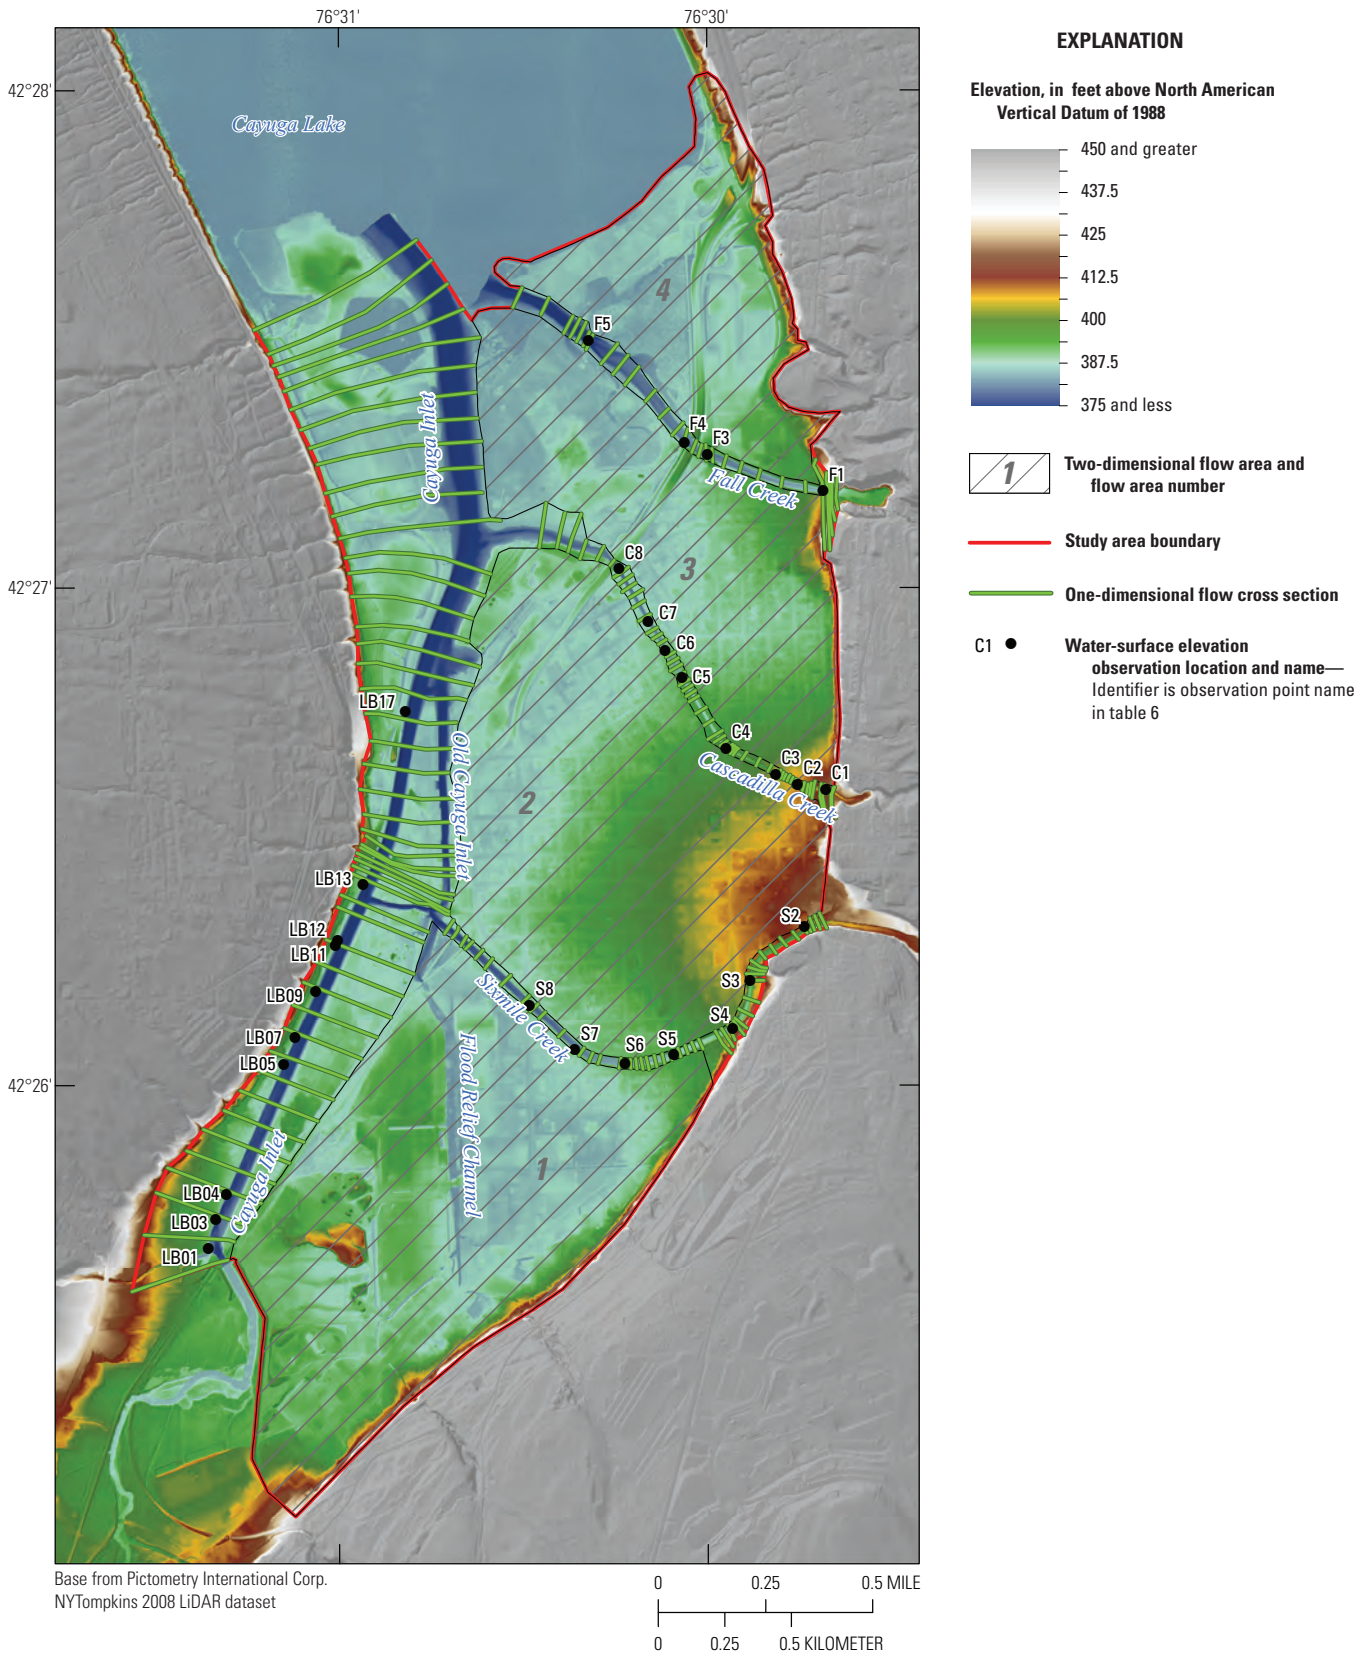 76°31'
76°30'
42°28'
42°27'
42°26'
Cayuga Lake
4
F5
Cayuga Inlet
F4
F3
F1
Fall Creek
C8
3
C7
C6
C5
LB17
C4
C3
C2
C1
Cascadilla Creek
Old Cayuga Inlet
2
LB13
S2
LB12
LB11
LB09
S3
S8
Sixmile Creek
S4
LB07
S7
S6
S5
LB05
Flood Relief Channel
1
Cayuga Inlet
LB04
LB03
LB01
EXPLANATION
Elevation, in feet above North American
Vertical Datum of 1988
450 and greater
437.5
425
412.5
400
387.5
375 and less
1
Two-dimensional flow area and
flow area number
Study area boundary
One-dimensional flow cross section
C1
Water-surface elevation
observation location and name—
Identifier is observation point name
in table 6
Base from Pictometry International Corp.
NYTompkins 2008 LiDAR dataset
0 0.25 0.5 MILE
0 0.25 0.5 KILOMETER